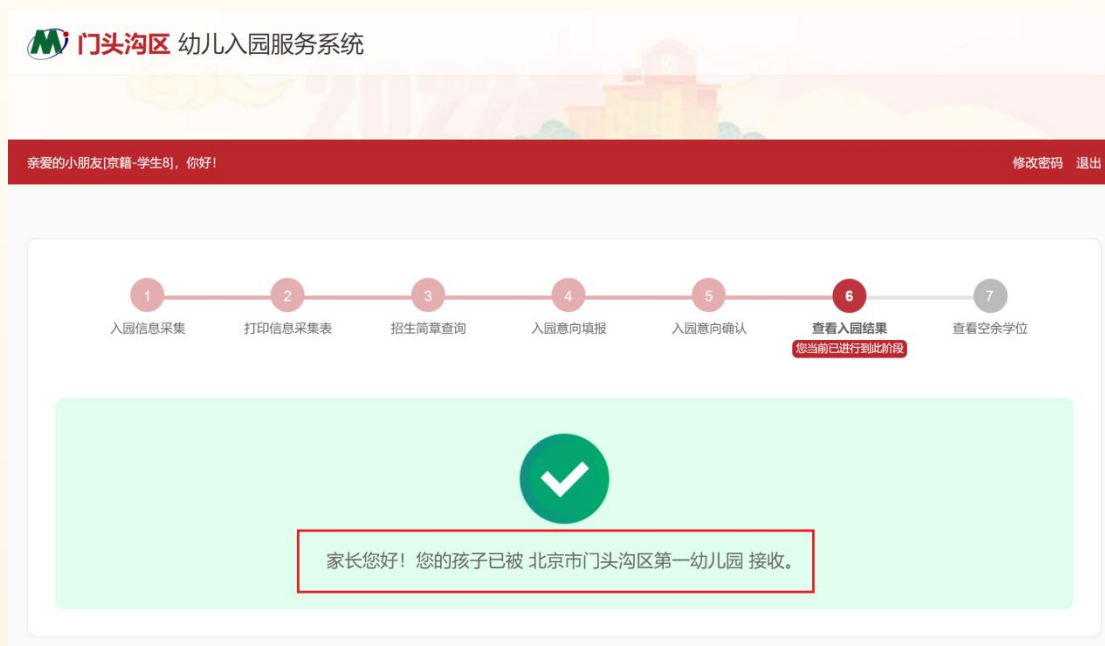 门头沟区 幼儿入园服务系统
2022
亲爱的小朋友[京籍-学生8]，你好！
修改密码 退出
1
2
3
4
5
6
7
入园信息采集
打印信息采集表
招生简章查询
入园意向填报
入园意向确认
查看入园结果
查看空余学位
您当前已进行到此阶段
家长您好！您的孩子已被 北京市门头沟区第一幼儿园 接收。